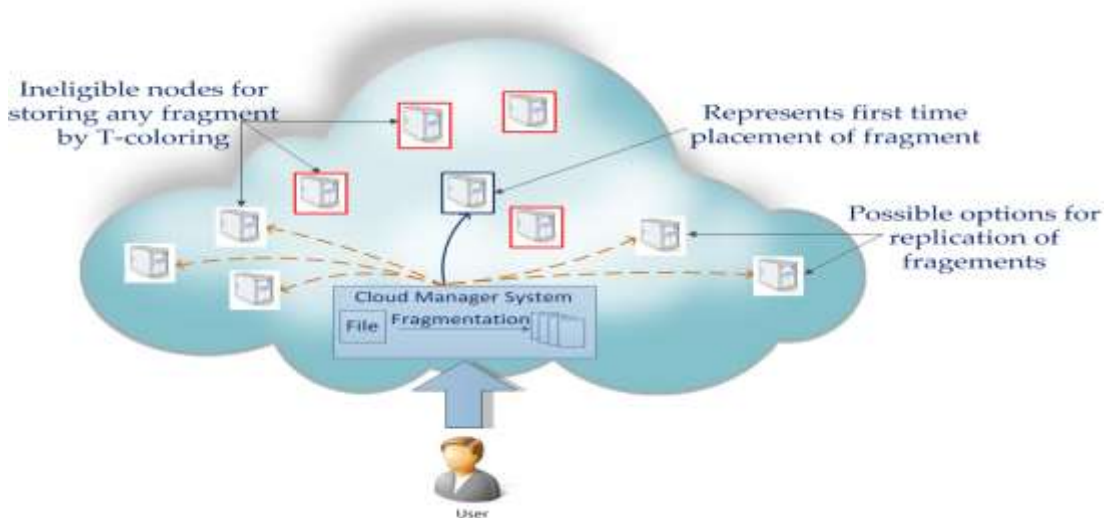 Ineligible nodes for
storing any fragment
by T-coloring
Represents first time
placement of fragment
Possible options for
replication of
fragements
Cloud Manager System
File
Fragmentation
User